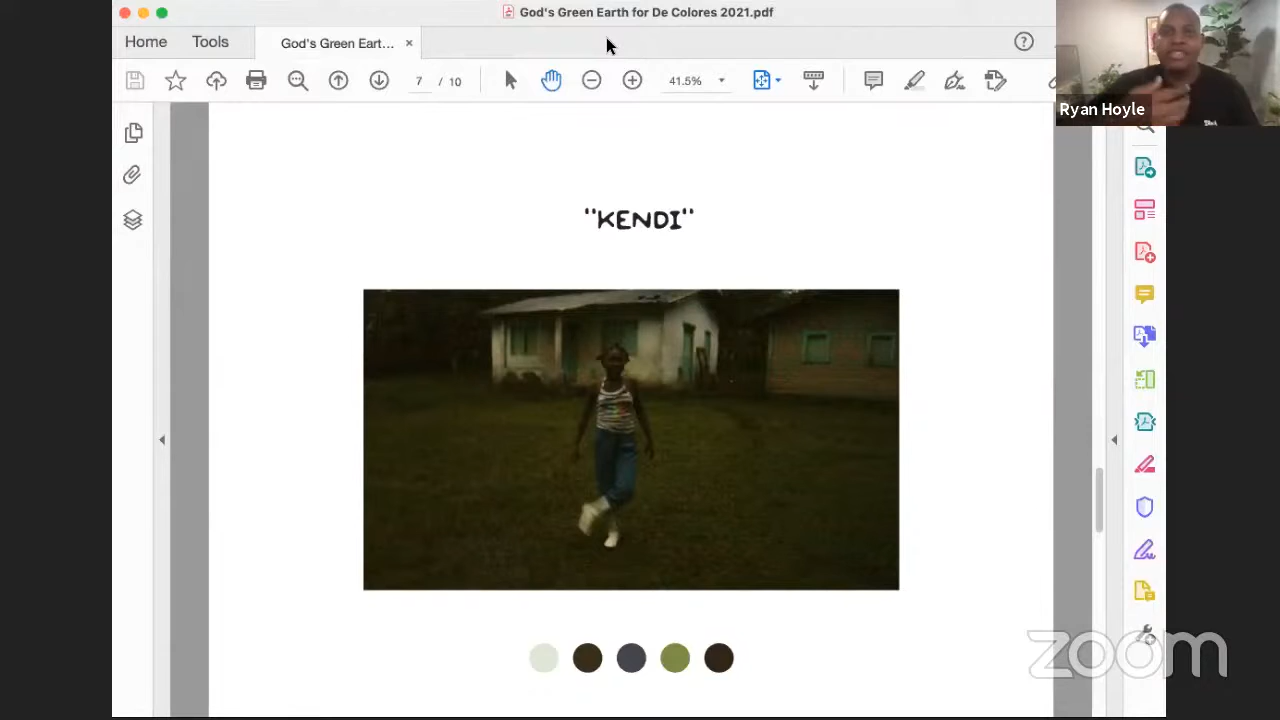 God's Green Earth for De Colores 2021.pdf
Home Tools God's Green Eart...
7 / 10 41.5%
Ryan Hoyle
"KENDI"
zoom